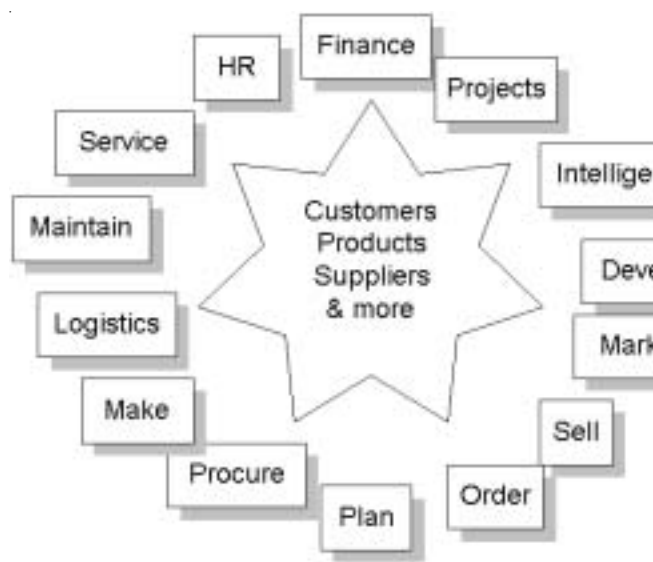 Finance
HR
Projects
Service
Intellige
Maintain
Customers
Products
Suppliers
& more
Deve
Logistics
Mark
Make
Sell
Procure
Order
Plan